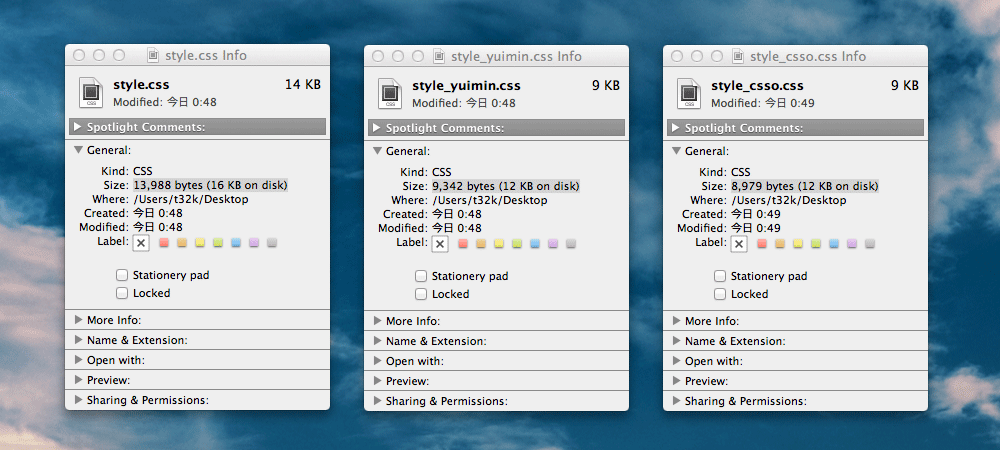 style.css Info
style.css 14 KB
Modified: 今日 0:48
Spotlight Comments:
General:
Kind: CSS
Size: 13,988 bytes (16 KB on disk)
Where: /Users/t32k/Desktop
Created: 今日 0:48
Modified: 今日 0:48
Label:
Stationery pad
Locked
More Info:
Name & Extension:
Open with:
Preview:
Sharing & Permissions:
style_yuimin.css Info
style_yuimin.css 9 KB
Modified: 今日 0:48
Spotlight Comments:
General:
Kind: CSS
Size: 9,342 bytes (12 KB on disk)
Where: /Users/t32k/Desktop
Created: 今日 0:48
Modified: 今日 0:48
Label:
Stationery pad
Locked
More Info:
Name & Extension:
Open with:
Preview:
Sharing & Permissions:
style_csso.css Info
style_csso.css 9 KB
Modified: 今日 0:49
Spotlight Comments:
General:
Kind: CSS
Size: 8,979 bytes (12 KB on disk)
Where: /Users/t32k/Desktop
Created: 今日 0:49
Modified: 今日 0:49
Label:
Stationery pad
Locked
More Info:
Name & Extension:
Open with:
Preview:
Sharing & Permissions: